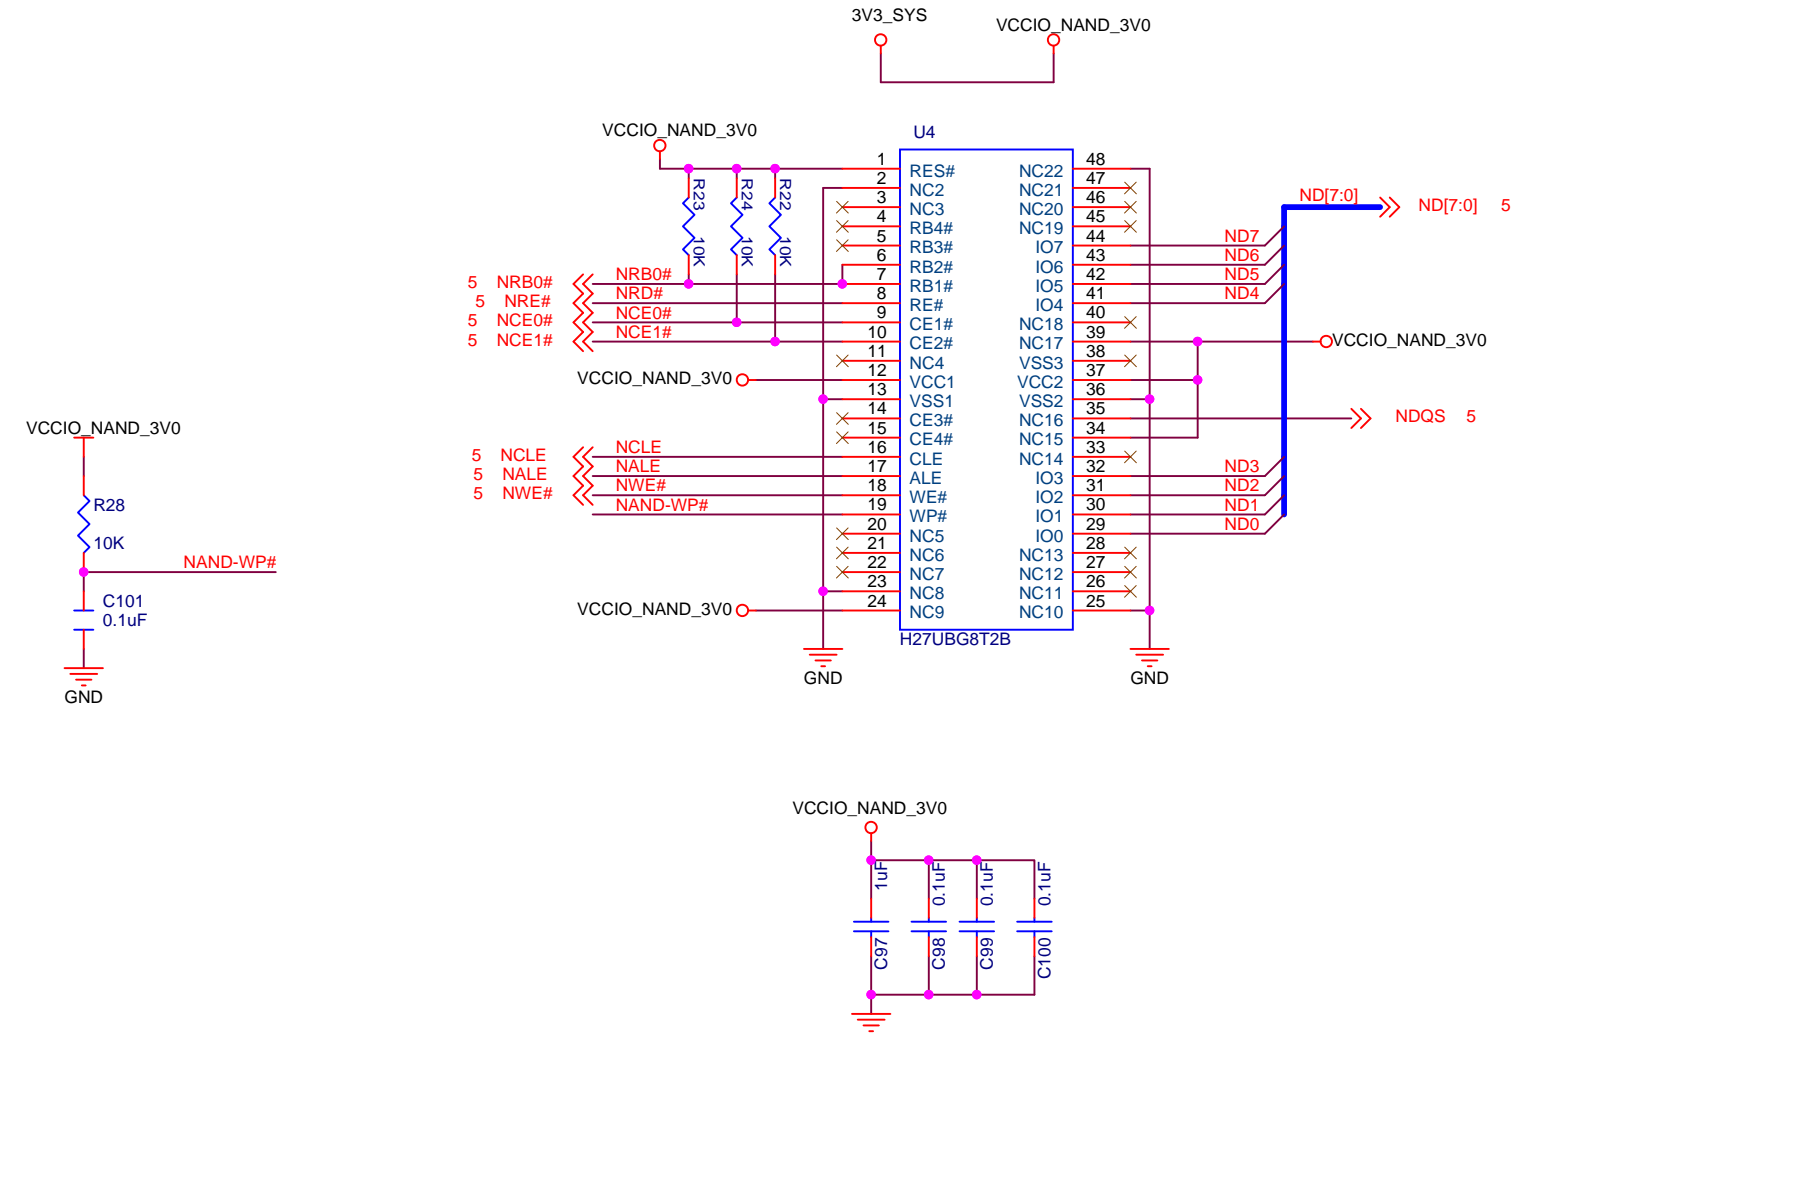 3V3_SYS
VCCIO_NAND_3V0
VCCIO_NAND_3V0
U4
R23
10K
R24
10K
R22
10K
1 RES#
2 NC2
3 NC3
4 RB4#
5 RB3#
6 RB2#
7 RB1#
8 RE#
9 CE1#
10 CE2#
11 NC4
12 VCC1
13 VSS1
14 CE3#
15 CE4#
16 CLE
17 ALE
18 WE#
19 WP#
20 NC5
21 NC6
22 NC7
23 NC8
24 NC9
NC22 48
NC21 47
NC20 46
NC19 45
IO7 44
IO6 43
IO5 42
IO4 41
NC18 40
NC17 39
VSS3 38
VCC2 37
VSS2 36
NC16 35
NC15 34
NC14 33
IO3 32
IO2 31
IO1 30
IO0 29
NC13 28
NC12 27
NC11 26
NC10 25
H27UBG8T2B
5 NRB0# NRB0#
5 NRE# NRD#
5 NCE0# NCE0#
5 NCE1# NCE1#
VCCIO_NAND_3V0
5 NCLE NCLE
5 NALE NALE
5 NWE# NWE#
NAND-WP#
VCCIO_NAND_3V0
GND
GND
ND[7:0] ND[7:0] 5
ND7
ND6
ND5
ND4
VCCIO_NAND_3V0
NDQS 5
ND3
ND2
ND1
ND0
VCCIO_NAND_3V0
R28
10K
NAND-WP#
C101
0.1uF
GND
VCCIO_NAND_3V0
1uF
C97
0.1uF
C98
0.1uF
C99
0.1uF
C100